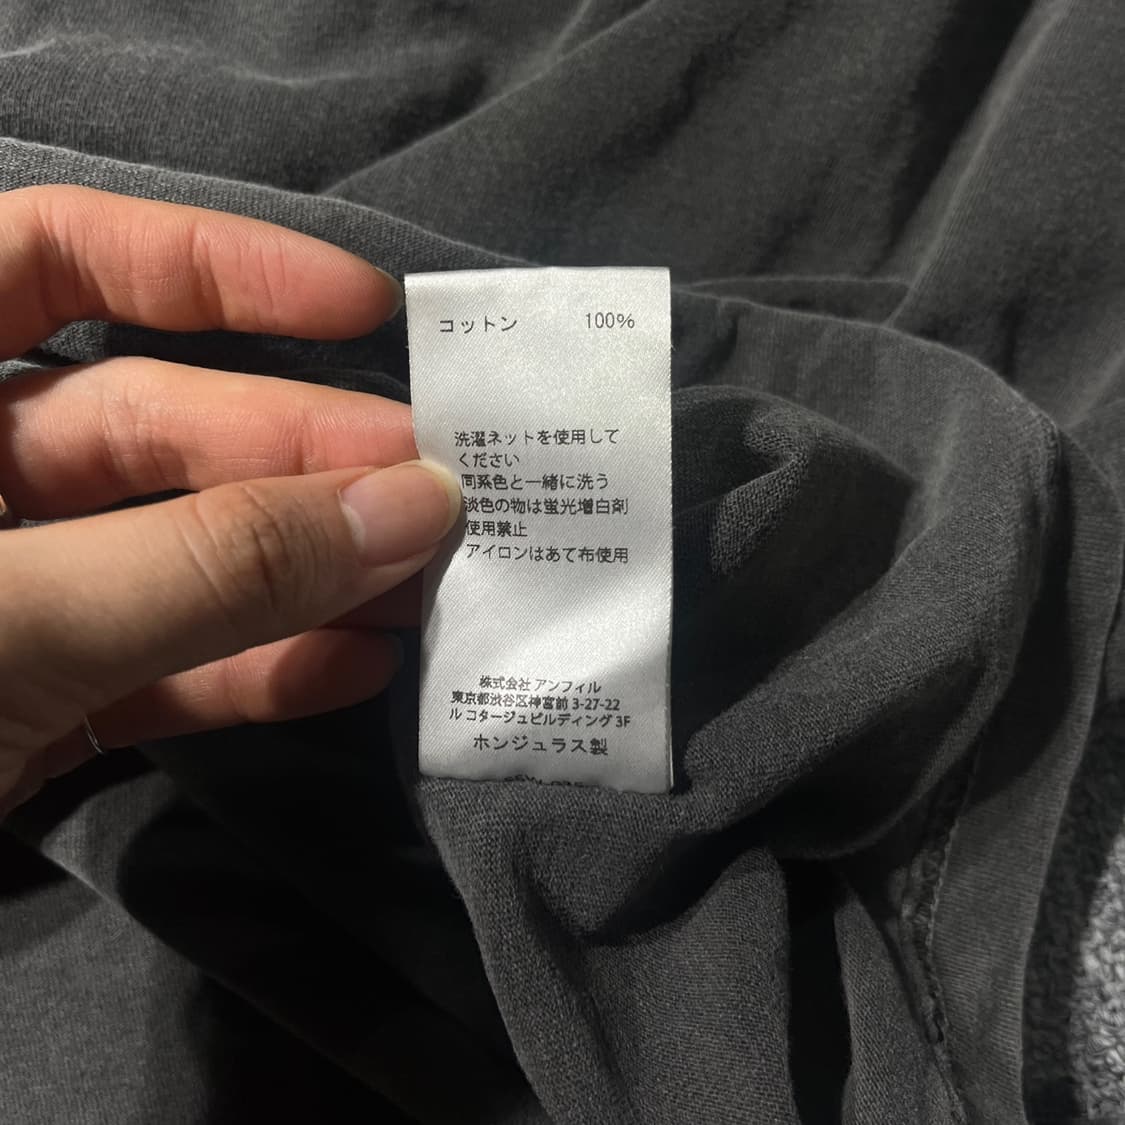 コットン 100%
洗濯ネットを使用して
ください
同系色と一緒に洗う
淡色の物は蛍光増白剤
使用禁止
アイロンはあて布使用
株式会社アンフィル
東京都渋谷区神宮前 3-27-22
ル コタージュビルディング 3F
ホンジュラス製